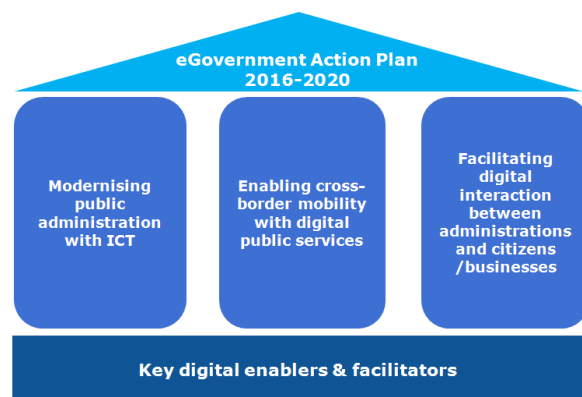 eGovernment Action Plan
2016-2020
Modernising
public
administration
with ICT
Enabling cross-
border mobility
with digital
public services
Facilitating
digital
interaction
between
administrations
and citizens
/businesses
Key digital enablers & facilitators